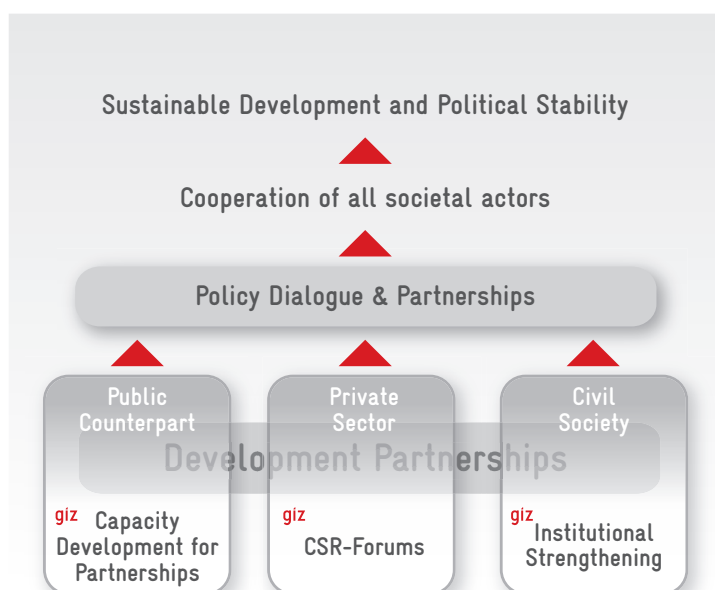 Sustainable Development and Political Stability
Cooperation of all societal actors
Policy Dialogue & Partnerships
Public
Counterpart
Private
Sector
Civil
Society
Development Partnerships
giz Capacity
Development for
Partnerships
giz
CSR-Forums
giz
Institutional
Strengthening